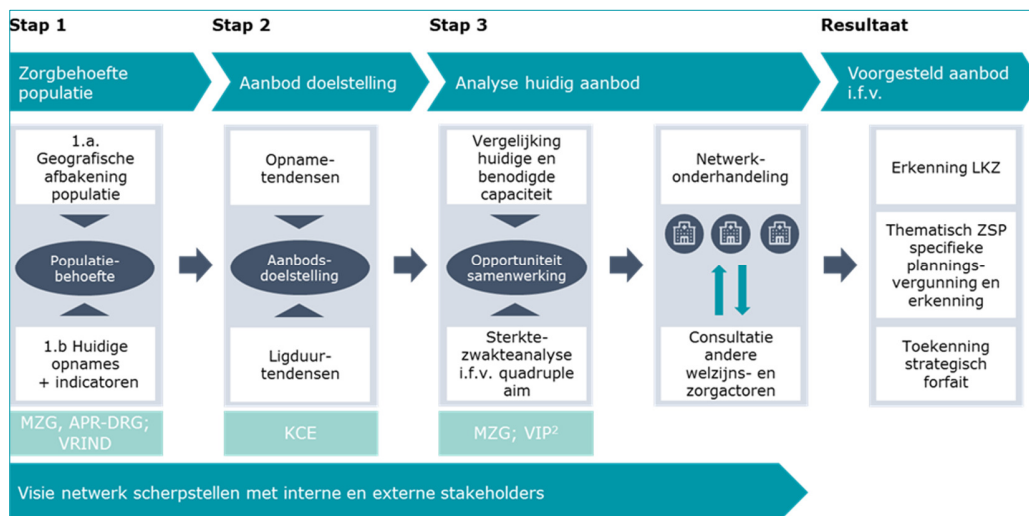 Stap 1
Stap 2
Stap 3
Resultaat
Zorgbehoefte
populatie
Aanbod doelstelling
Analyse huidig aanbod
Voorgesteld aanbod
i.f.v.
1.a.
Geografische
afbakening
populatie
Populatie-
behoefte
1.b Huidige
opnames
+ indicatoren
MZG, APR-DRG;
VRIND
Opname-
tendensen
Aanbods-
doelstelling
Ligduur-
tendensen
KCE
Vergelijking
huidige en
benodigde
capaciteit
Opportuniteit
samenwerking
Sterkte-
zwakteanalyse
i.f.v. quadruple
aim
MZG; VIP²
Netwerk-
onderhandeling
Consultatie
andere
welzijns- en
zorgactoren
Erkenning LKZ
Thematisch ZSP
specifieke
plannings-
vergunning en
erkenning
Toekenning
strategisch
forfait
Visie netwerk scherpstellen met interne en externe stakeholders